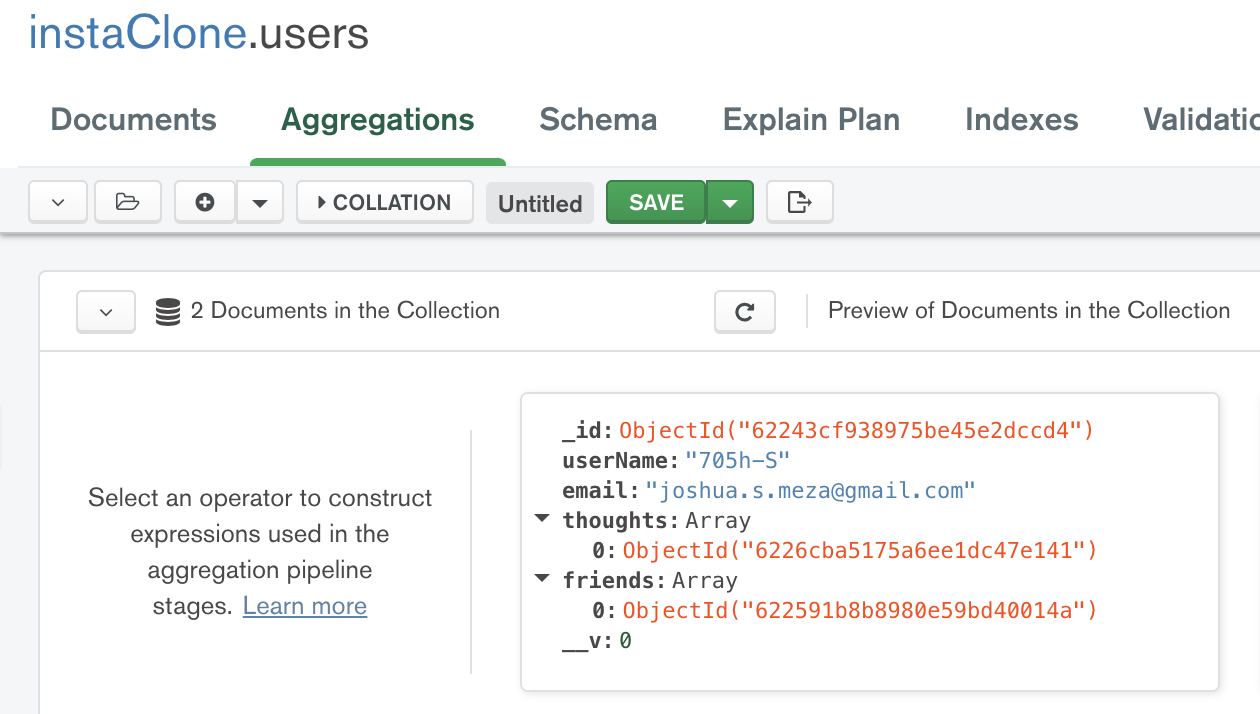 instaClone.users
Documents Aggregations Schema Explain Plan Indexes Validatio
COLLATION Untitled SAVE
2 Documents in the Collection Preview of Documents in the Collection
Select an operator to construct
expressions used in the
aggregation pipeline
stages. Learn more
_id: ObjectId("62243cf938975be45e2dccd4")
userName: "705h-S"
email: "joshua.s.meza@gmail.com"
thoughts: Array
0: ObjectId("6226cba5175a6ee1dc47e141")
friends: Array
0: ObjectId("622591b8b8980e59bd40014a")
__v: 0